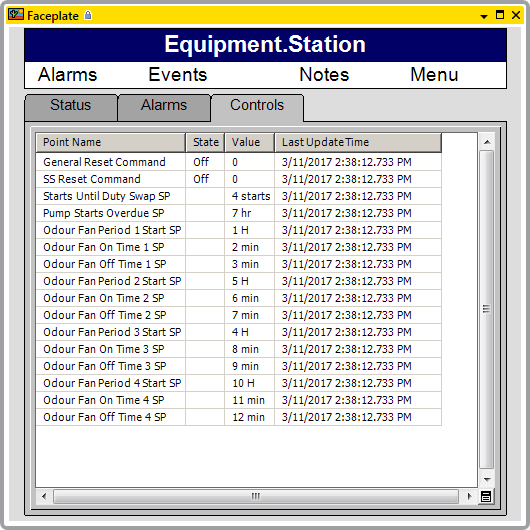 Faceplate
Equipment.Station
Alarms Events Notes Menu
Status Alarms Controls
Point Name State Value Last Update Time
General Reset Command Off 0 3/11/2017 2:38:12.733 PM
SS Reset Command Off 0 3/11/2017 2:38:12.733 PM
Starts Until Duty Swap SP 4 starts 3/11/2017 2:38:12.733 PM
Pump Starts Overdue SP 7 hr 3/11/2017 2:38:12.733 PM
Odour Fan Period 1 Start SP 1 H 3/11/2017 2:38:12.733 PM
Odour Fan On Time 1 SP 2 min 3/11/2017 2:38:12.733 PM
Odour Fan Off Time 1 SP 3 min 3/11/2017 2:38:12.733 PM
Odour Fan Period 2 Start SP 5 H 3/11/2017 2:38:12.733 PM
Odour Fan On Time 2 SP 6 min 3/11/2017 2:38:12.733 PM
Odour Fan Off Time 2 SP 7 min 3/11/2017 2:38:12.733 PM
Odour Fan Period 3 Start SP 4 H 3/11/2017 2:38:12.733 PM
Odour Fan On Time 3 SP 8 min 3/11/2017 2:38:12.733 PM
Odour Fan Off Time 3 SP 9 min 3/11/2017 2:38:12.733 PM
Odour Fan Period 4 Start SP 10 H 3/11/2017 2:38:12.733 PM
Odour Fan On Time 4 SP 11 min 3/11/2017 2:38:12.733 PM
Odour Fan Off Time 4 SP 12 min 3/11/2017 2:38:12.733 PM